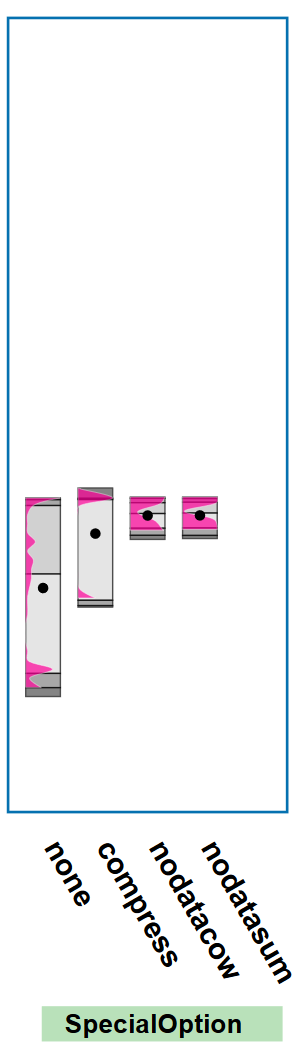 none
compress
nodatacow
nodatasum
SpecialOption